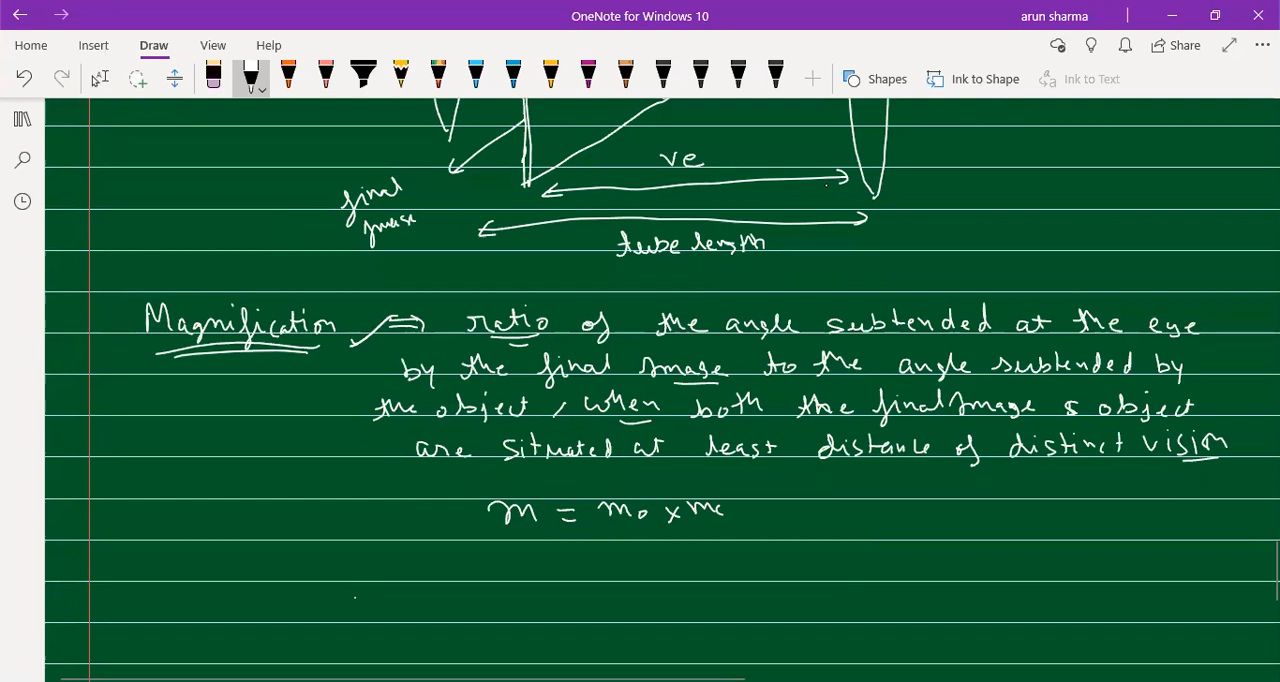 OneNote for Windows 10
arun sharma
Home Insert Draw View Help
Share
Shapes
Ink to Shape
Ink to Text
ve
final
tube length
Magnification ⇔ ratio of the angle subtended at the eye
by the final Image to the angle subtended by
the object, when both the final Image & object
are situated at least distance of distinct vision
m = mo x me